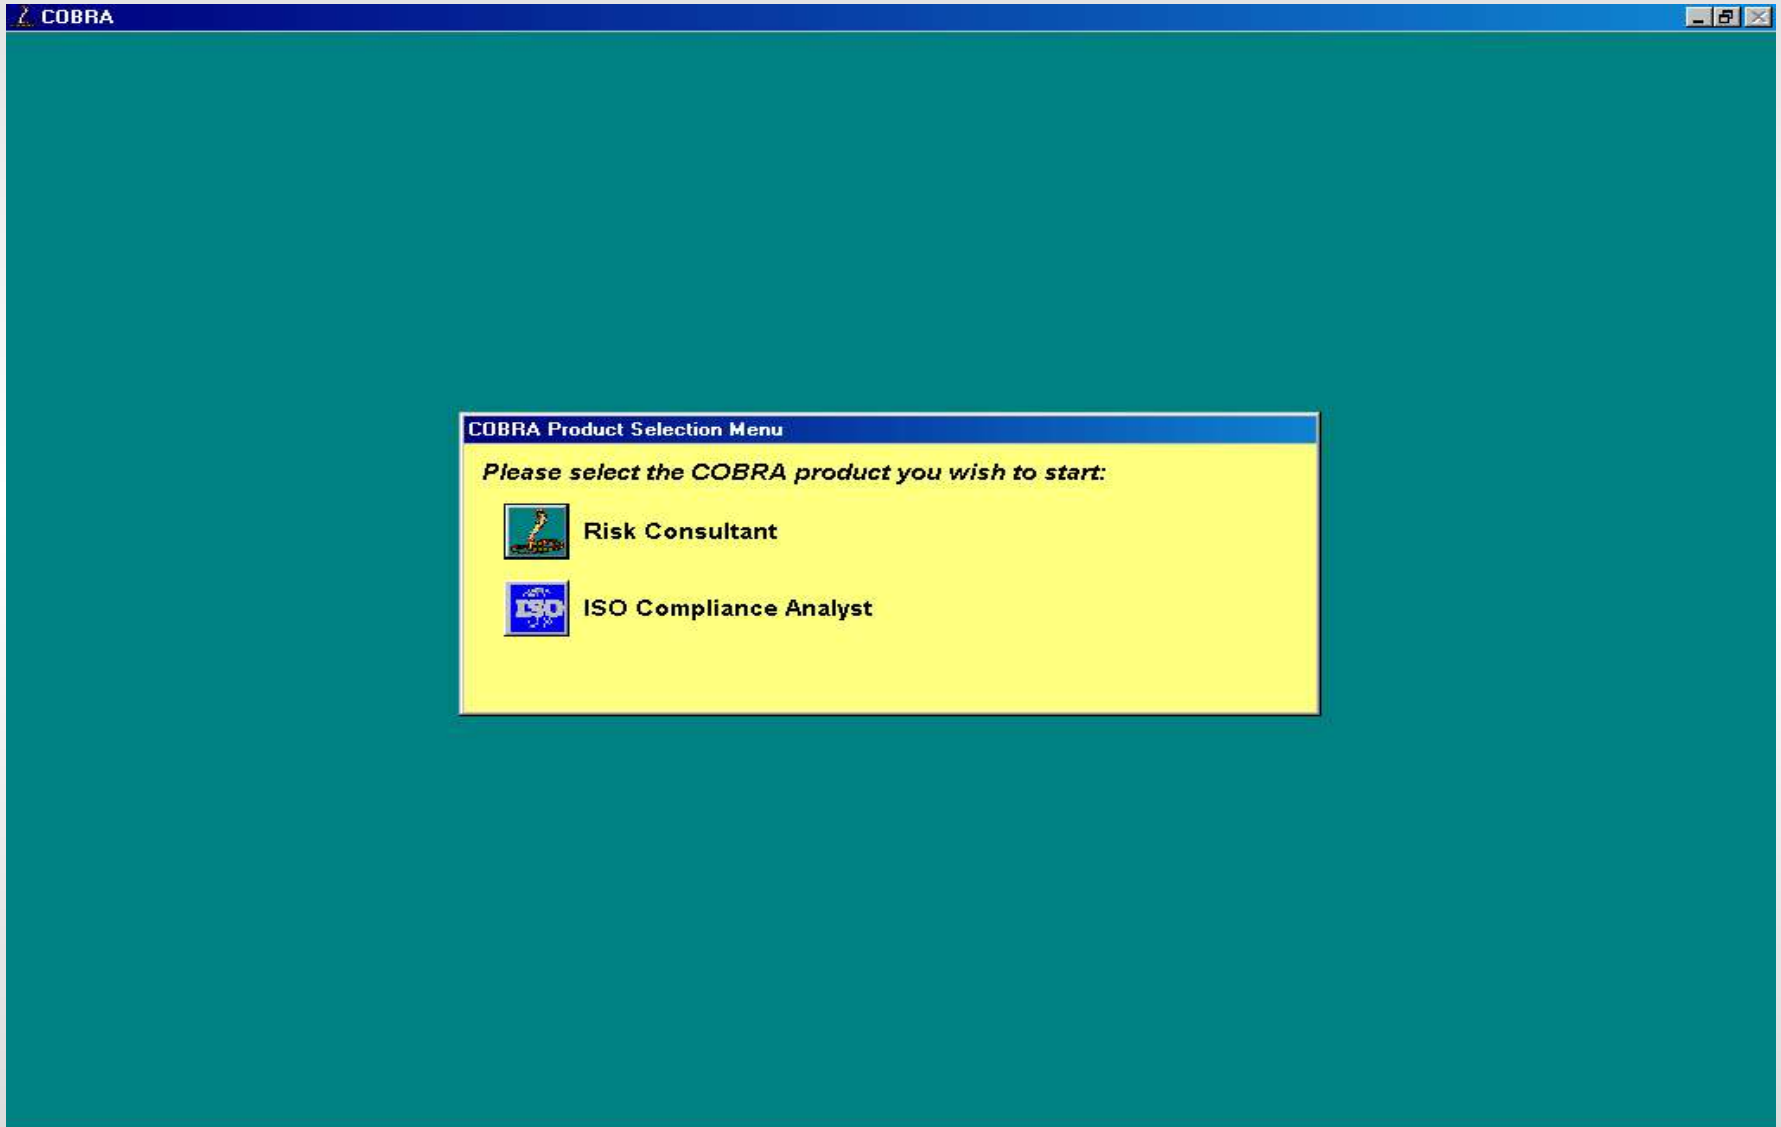 COBRA
COBRA Product Selection Menu
Please select the COBRA product you wish to start:
Risk Consultant
ISO
ISO Compliance Analyst